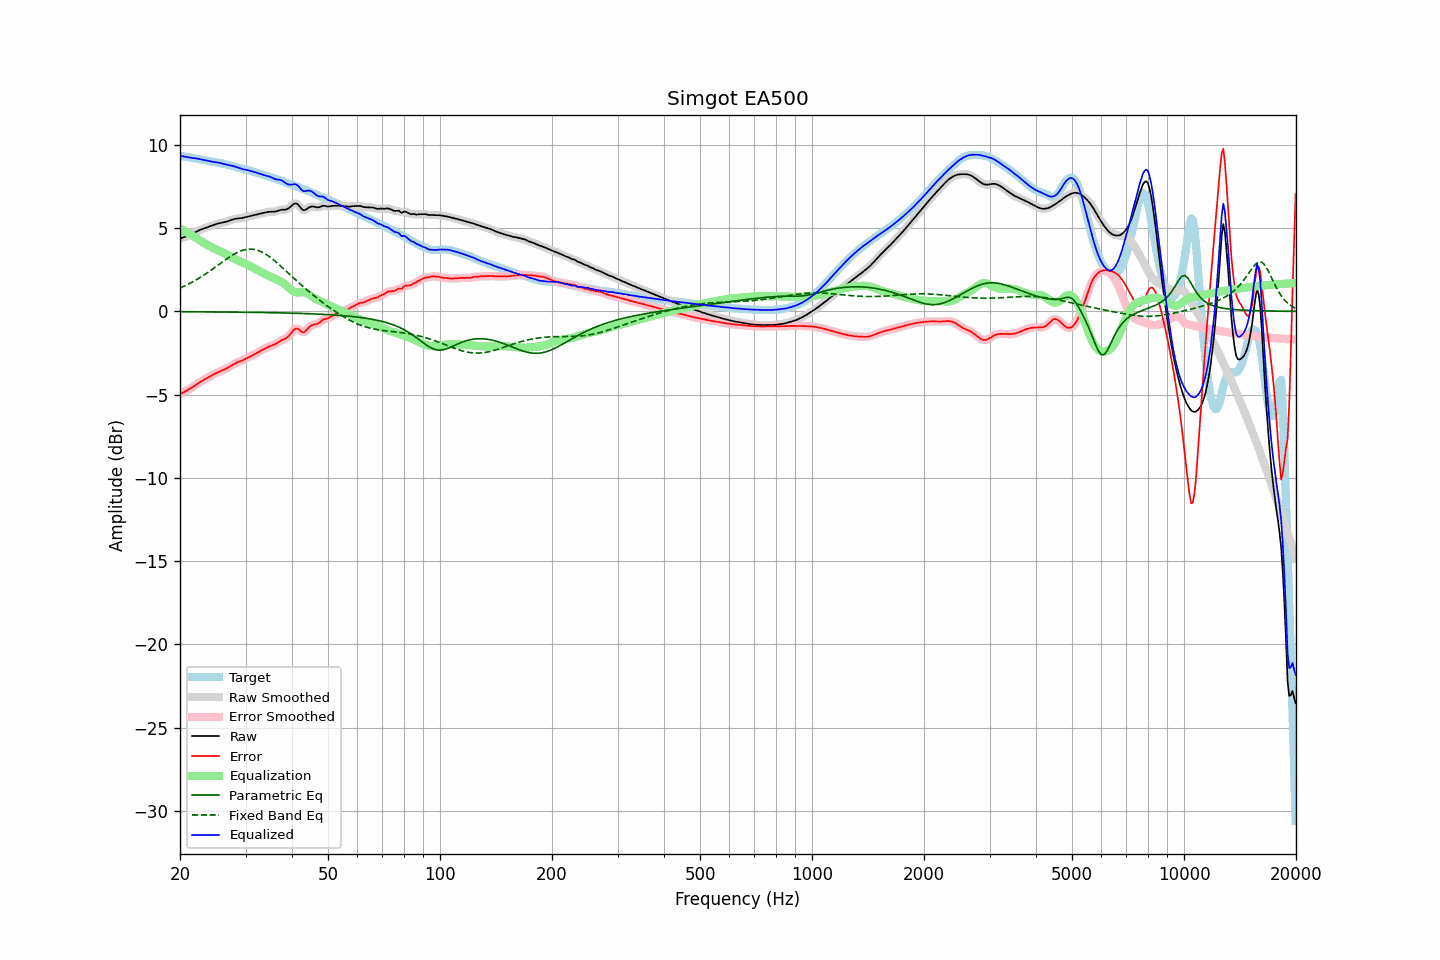 Simgot EA500
10
5
0
−5
−10
−15
−20
−25
−30
Amplitude (dBr)
Target
Raw Smoothed
Error Smoothed
Raw
Error
Equalization
Parametric Eq
Fixed Band Eq
Equalized
20 50 100 200 500 1000 2000 5000 10000 20000
Frequency (Hz)